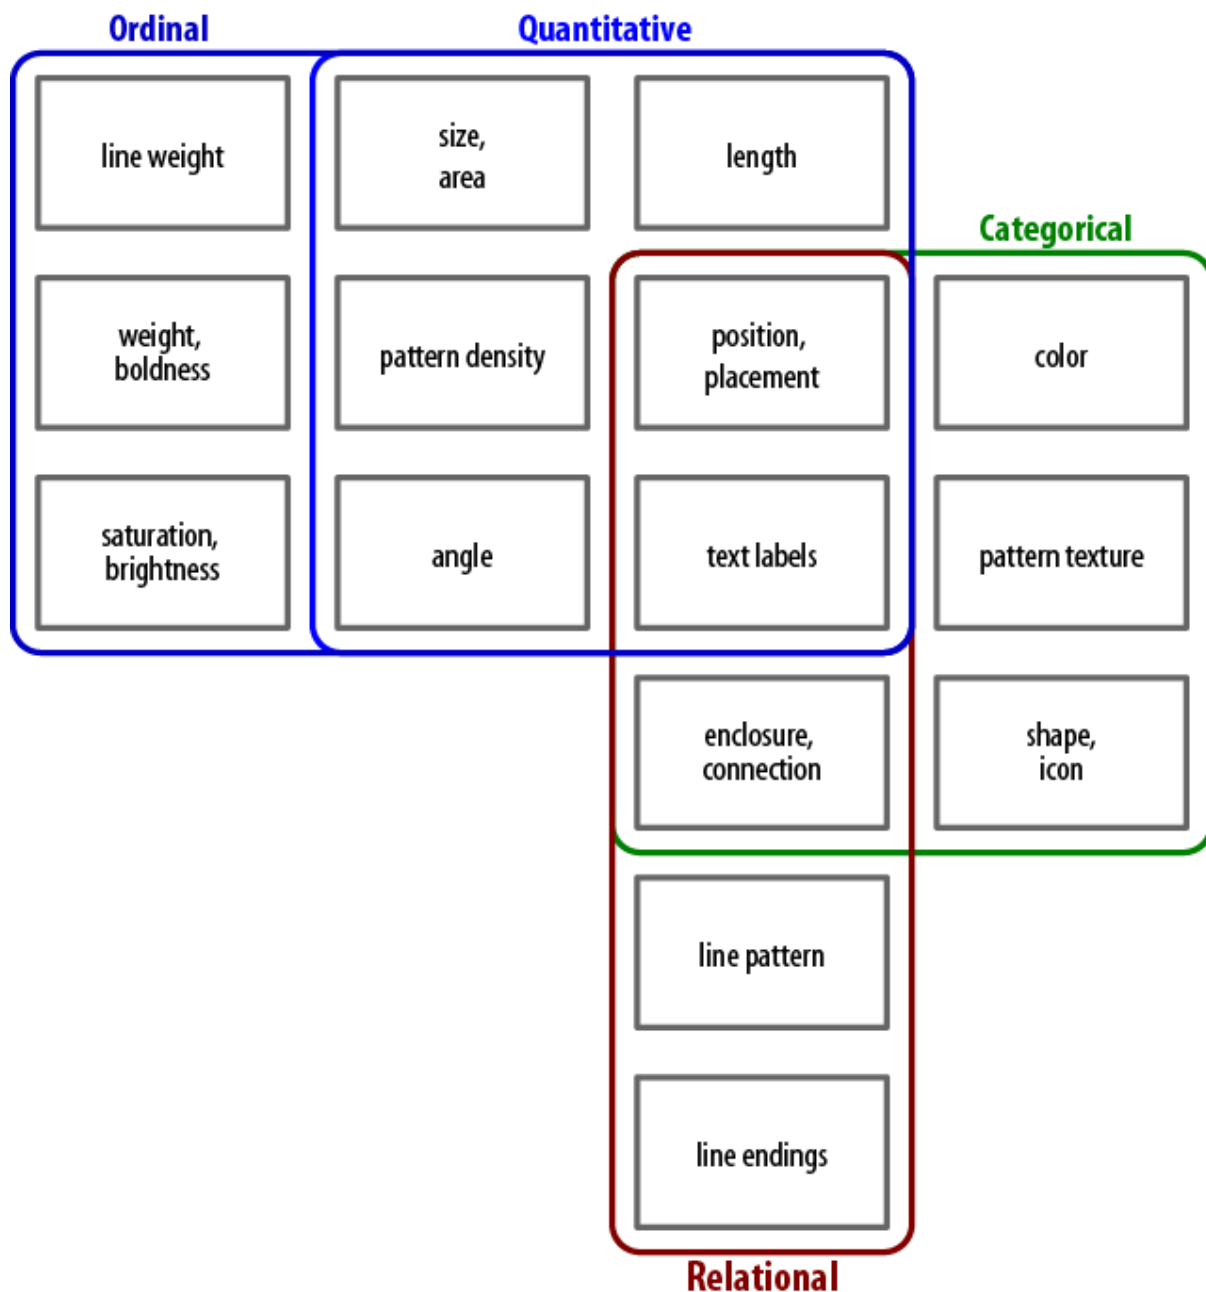 Ordinal
Quantitative
line weight
size,
area
length
Categorical
weight,
boldness
pattern density
position,
placement
color
saturation,
brightness
angle
text labels
pattern texture
enclosure,
connection
shape,
icon
line pattern
line endings
Relational